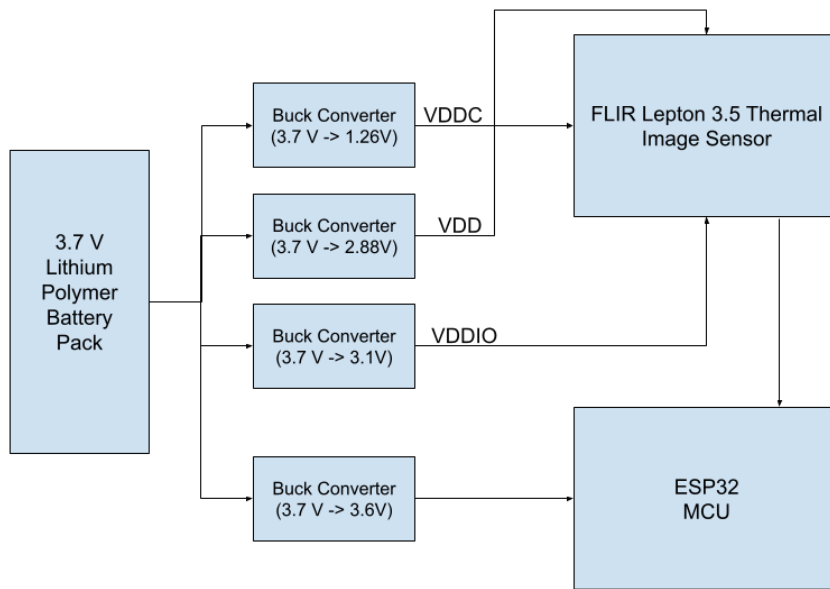 3.7 V
Lithium
Polymer
Battery
Pack
Buck Converter
(3.7 V -> 1.26V)
VDDC
Buck Converter
(3.7 V -> 2.88V)
VDD
Buck Converter
(3.7 V -> 3.1V)
VDDIO
Buck Converter
(3.7 V -> 3.6V)
FLIR Lepton 3.5 Thermal
Image Sensor
ESP32
MCU